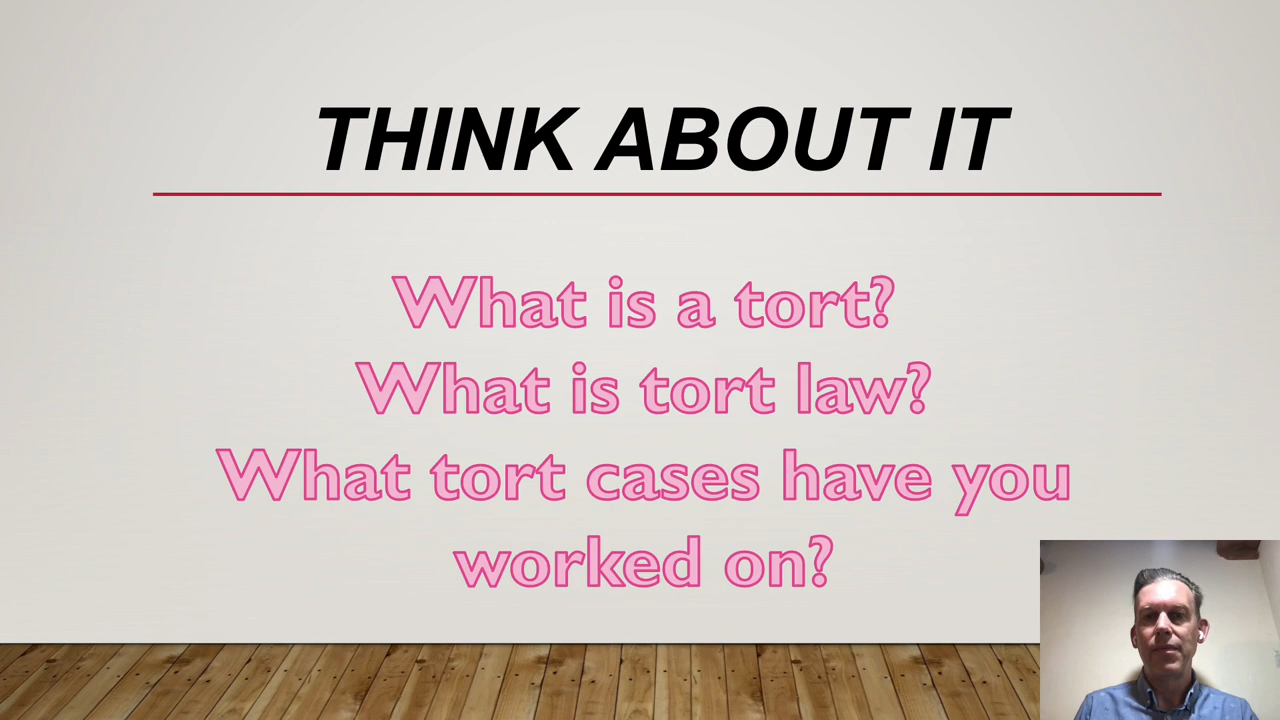 THINK ABOUT IT
What is a tort?
What is tort law?
What tort cases have you
worked on?